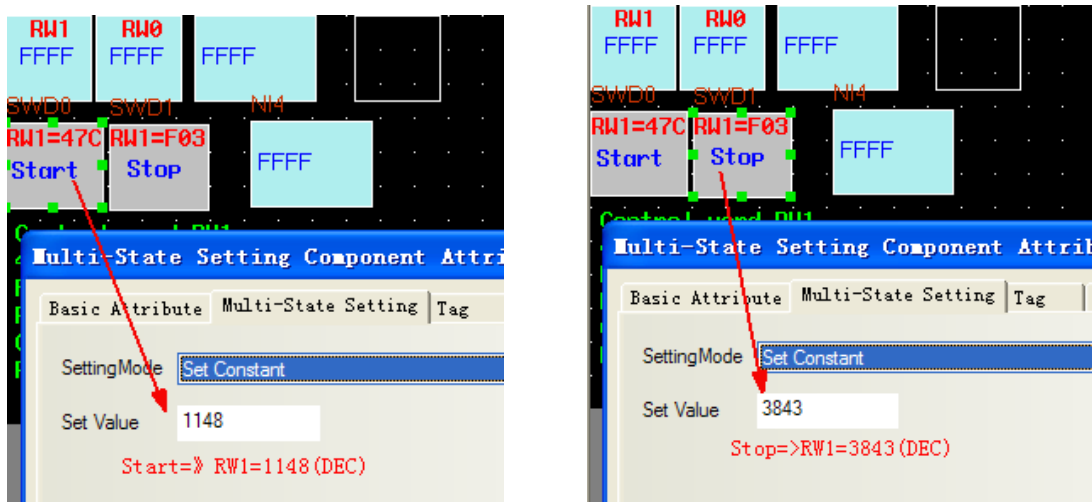 RW1 RW0
FFFF FFFF FFFF
SWD0 SWD1 NI4
RW1=47C RW1=F03
Start Stop FFFF
Multi-State Setting Component Attri
Basic Attribute Multi-State Setting Tag
SettingMode Set Constant
Set Value 1148
Start=》 RW1=1148(DEC)
RW1 RW0
FFFF FFFF FFFF
SWD0 SWD1 NI4
RW1=47C RW1=F03
Start Stop FFFF
Multi-State Setting Component Attrib
Basic Attribute Multi-State Setting Tag
SettingMode Set Constant
Set Value 3843
Stop=>RW1=3843(DEC)